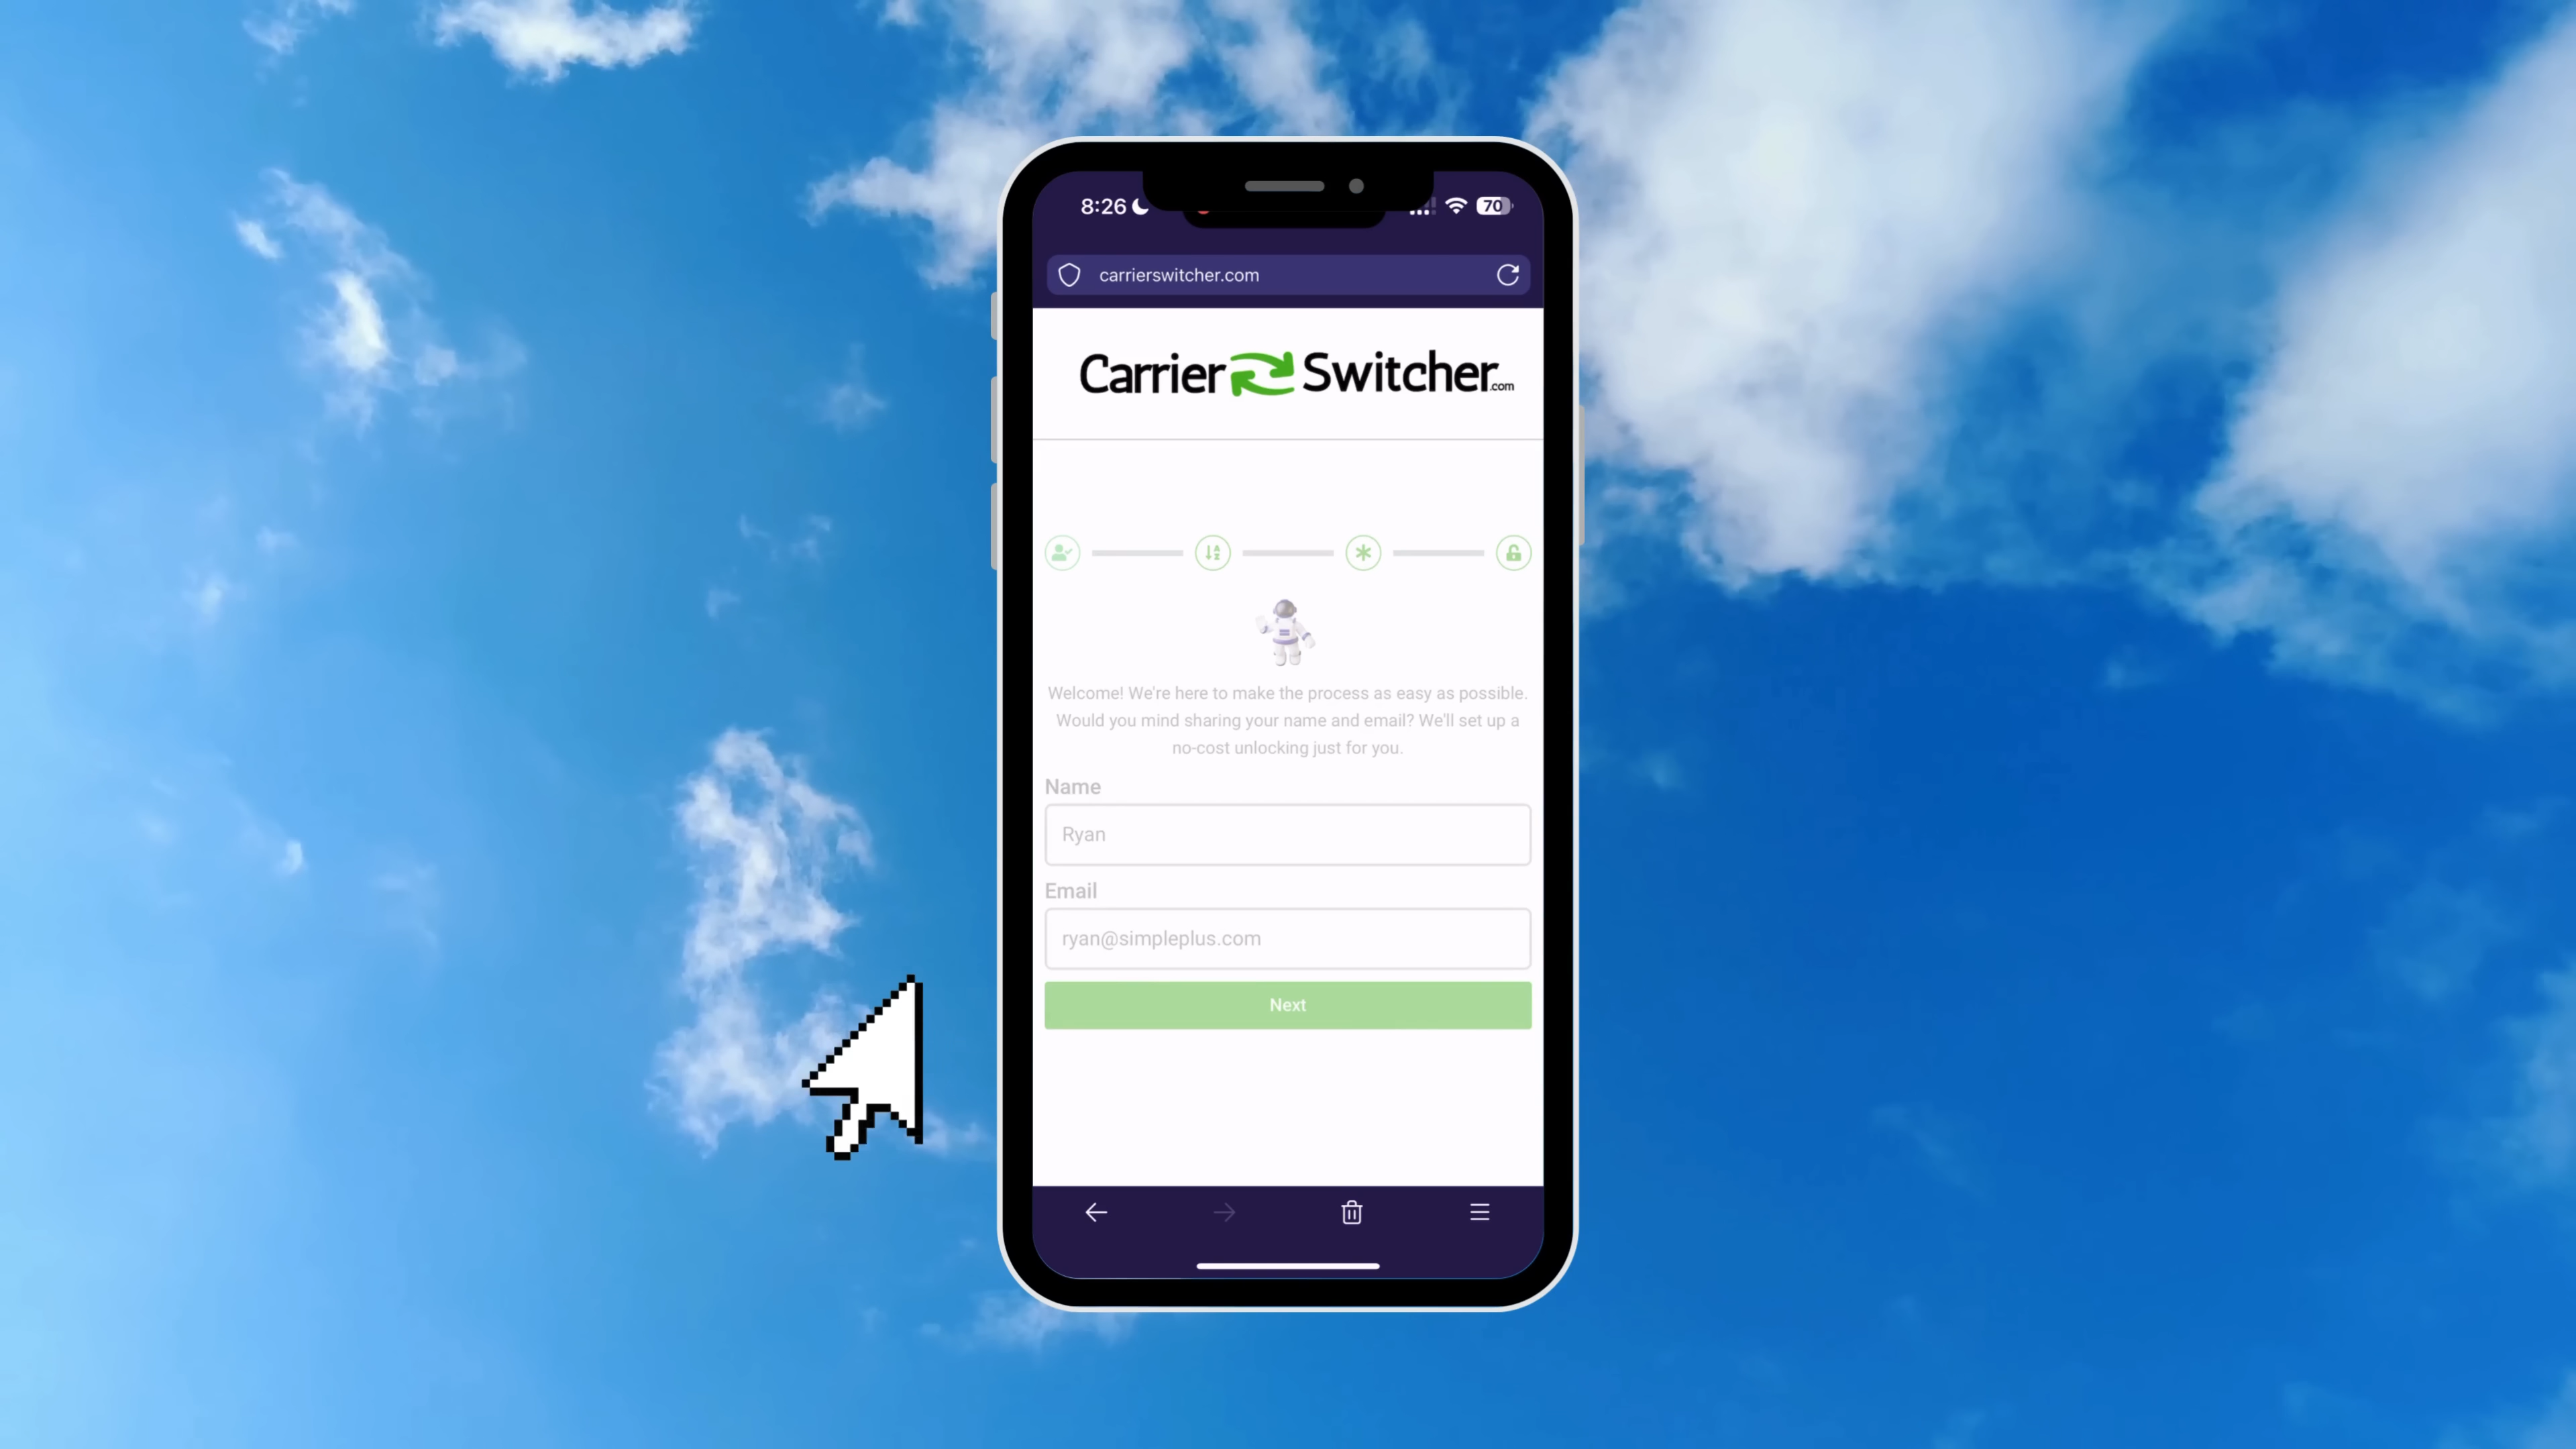 8:26
70
carrierswitcher.com
Carrier Switcher.com
Welcome! We're here to make the process as easy as possible.
Would you mind sharing your name and email? We'll set up a
no-cost unlocking just for you.
Name
Ryan
Email
ryan@simpleplus.com
Next